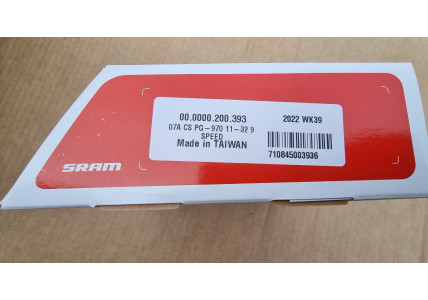 00.0000.200.393
2022 WK39
07A CS PG-970 11-32 9
SPEED
Made in TAIWAN
710845003936
SRAM